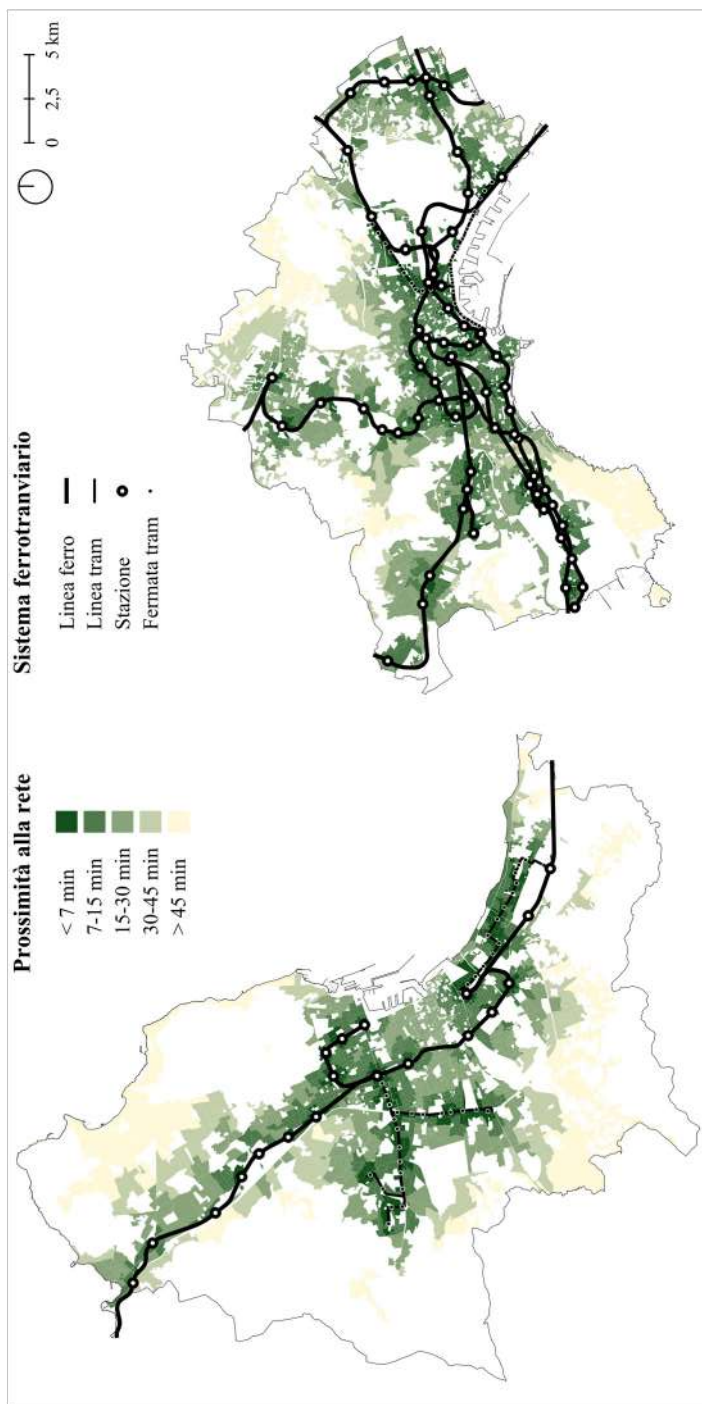 Prossimità alla rete
< 7 min
7-15 min
15-30 min
30-45 min
> 45 min
Sistema ferrotranviario
Linea ferro
Linea tram
Stazione
Fermata tram
0 2,5 5 km